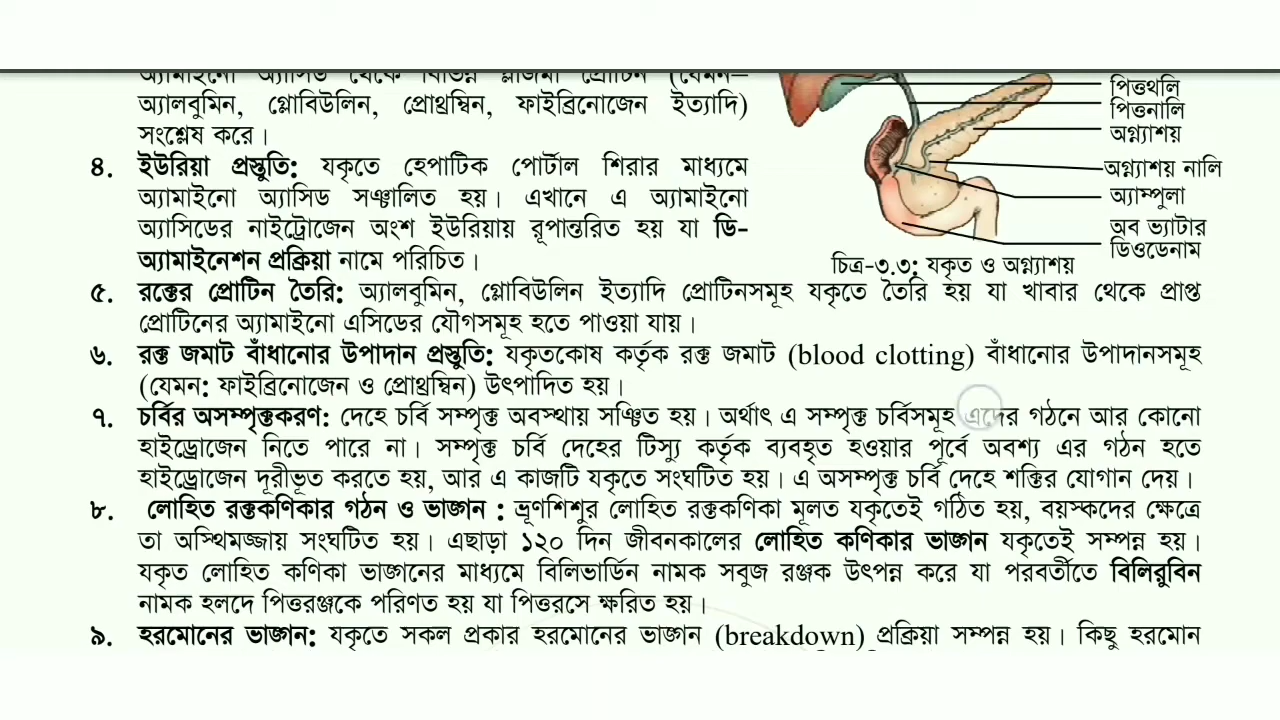 অ্যামাইনো অ্যাসিড থেকে বিভিন্ন প্লাজমা প্রোটিন (যেমন–
অ্যালবুমিন, গ্লোবিউলিন, প্রোথ্রম্বিন, ফাইব্রিনোজেন ইত্যাদি)
সংশ্লেষ করে।
৪. ইউরিয়া প্রস্তুতি: যকৃতে হেপাটিক পোর্টাল শিরার মাধ্যমে
অ্যামাইনো অ্যাসিড সঞ্চালিত হয়। এখানে এ অ্যামাইনো
অ্যাসিডের নাইট্রোজেন অংশ ইউরিয়ায় রূপান্তরিত হয় যা ডি-
অ্যামাইনেশন প্রক্রিয়া নামে পরিচিত।
পিত্তথলি
পিত্তনালি
অগ্ন্যাশয়
অগ্ন্যাশয় নালি
অ্যাম্পুলা
অব ভ্যাটার
ডিওডেনাম
চিত্র-৩.৩: যকৃত ও অগ্ন্যাশয়
৫. রক্তের প্রোটিন তৈরি: অ্যালবুমিন, গ্লোবিউলিন ইত্যাদি প্রোটিনসমূহ যকৃতে তৈরি হয় যা খাবার থেকে প্রাপ্ত
প্রোটিনের অ্যামাইনো এসিডের যৌগসমূহ হতে পাওয়া যায়।
৬. রক্ত জমাট বাঁধানোর উপাদান প্রস্তুতি: যকৃতকোষ কর্তৃক রক্ত জমাট (blood clotting) বাঁধানোর উপাদানসমূহ
(যেমন: ফাইব্রিনোজেন ও প্রোথ্রম্বিন) উৎপাদিত হয়।
৭. চর্বির অসম্পৃক্তকরণ: দেহে চর্বি সম্পৃক্ত অবস্থায় সঞ্চিত হয়। অর্থাৎ এ সম্পৃক্ত চর্বিসমূহ এদের গঠনে আর কোনো
হাইড্রোজেন নিতে পারে না। সম্পৃক্ত চর্বি দেহের টিস্যু কর্তৃক ব্যবহৃত হওয়ার পূর্বে অবশ্য এর গঠন হতে
হাইড্রোজেন দূরীভূত করতে হয়, আর এ কাজটি যকৃতে সংঘটিত হয়। এ অসম্পৃক্ত চর্বি দেহে শক্তির যোগান দেয়।
৮. লোহিত রক্তকণিকার গঠন ও ভাঙ্গন : ভ্রূণশিশুর লোহিত রক্তকণিকা মূলত যকৃতেই গঠিত হয়, বয়স্কদের ক্ষেত্রে
তা অস্থিমজ্জায় সংঘটিত হয়। এছাড়া ১২০ দিন জীবনকালের লোহিত কণিকার ভাঙ্গন যকৃতেই সম্পন্ন হয়।
যকৃত লোহিত কণিকা ভাঙ্গনের মাধ্যমে বিলিভার্ডিন নামক সবুজ রঞ্জক উৎপন্ন করে যা পরবর্তীতে বিলিরুবিন
নামক হলদে পিত্তরঞ্জকে পরিণত হয় যা পিত্তরসে ক্ষরিত হয়।
৯. হরমোনের ভাঙ্গন: যকৃতে সকল প্রকার হরমোনের ভাঙ্গন (breakdown) প্রক্রিয়া সম্পন্ন হয়। কিছু হরমোন